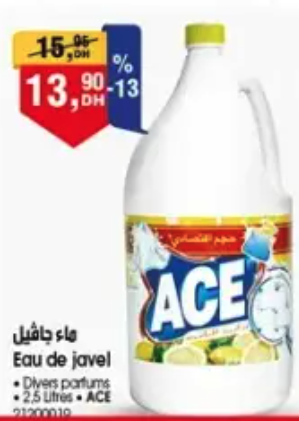 15,95 DH
%
-13
13,90 DH
حجم اقتصادي
ACE
ماء جافيل
Eau de javel
• Divers parfums
• 2,5 Litres • ACE
21200019